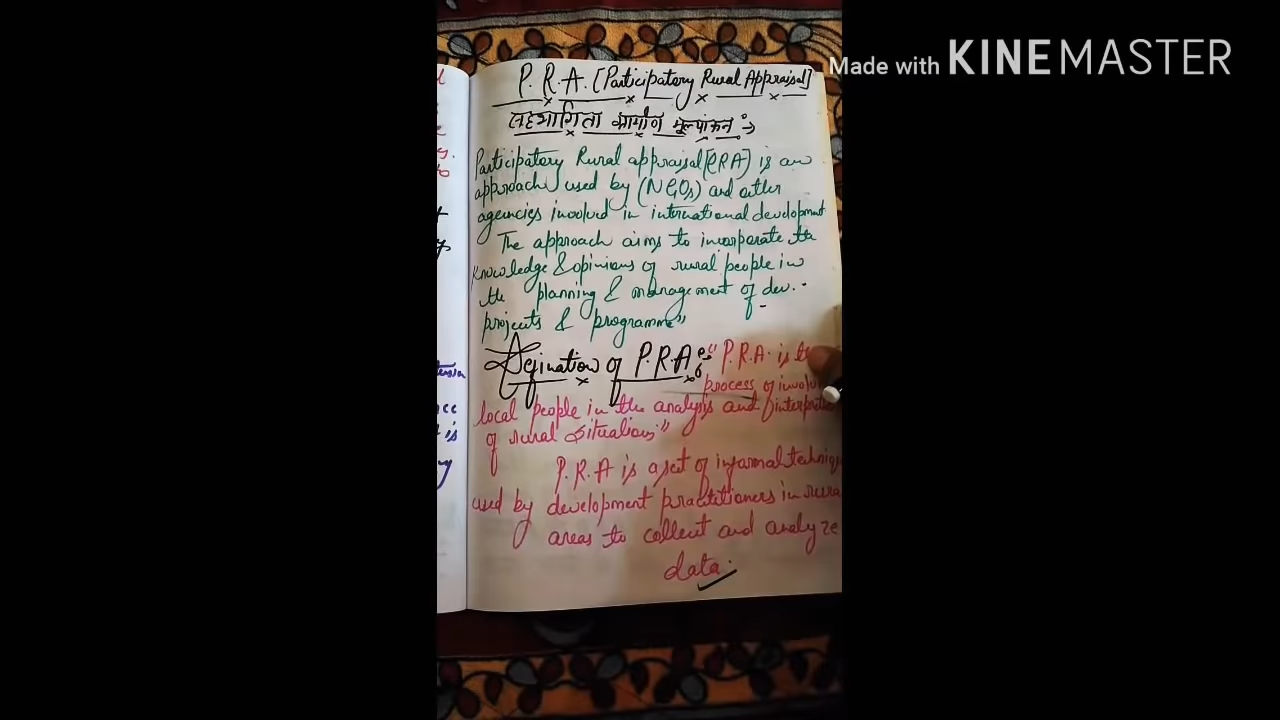 Made with KINEMASTER
P. R. A. [Participatory Rural Appraisal]
सहभागिता ग्रामीण मूल्यांकन :->
Participatory Rural appraisal [PRA] is an
approach used by (NGOs) and other
agencies involved in international development
The approach aims to incorporate the
knowledge & opinions of rural people in
the planning & management of dev..
projects & programme"
Defination of P.R.A :- "P.R.A. is the
process of involv
local people in the analysis and interpretation
of rural situations"
P.R.A is a set of informal techniqu
used by development practitioners in rura
areas to collect and analyze
data.